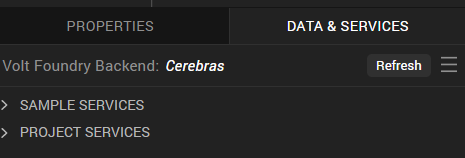 PROPERTIES DATA & SERVICES
Volt Foundry Backend: Cerebras Refresh
SAMPLE SERVICES
PROJECT SERVICES